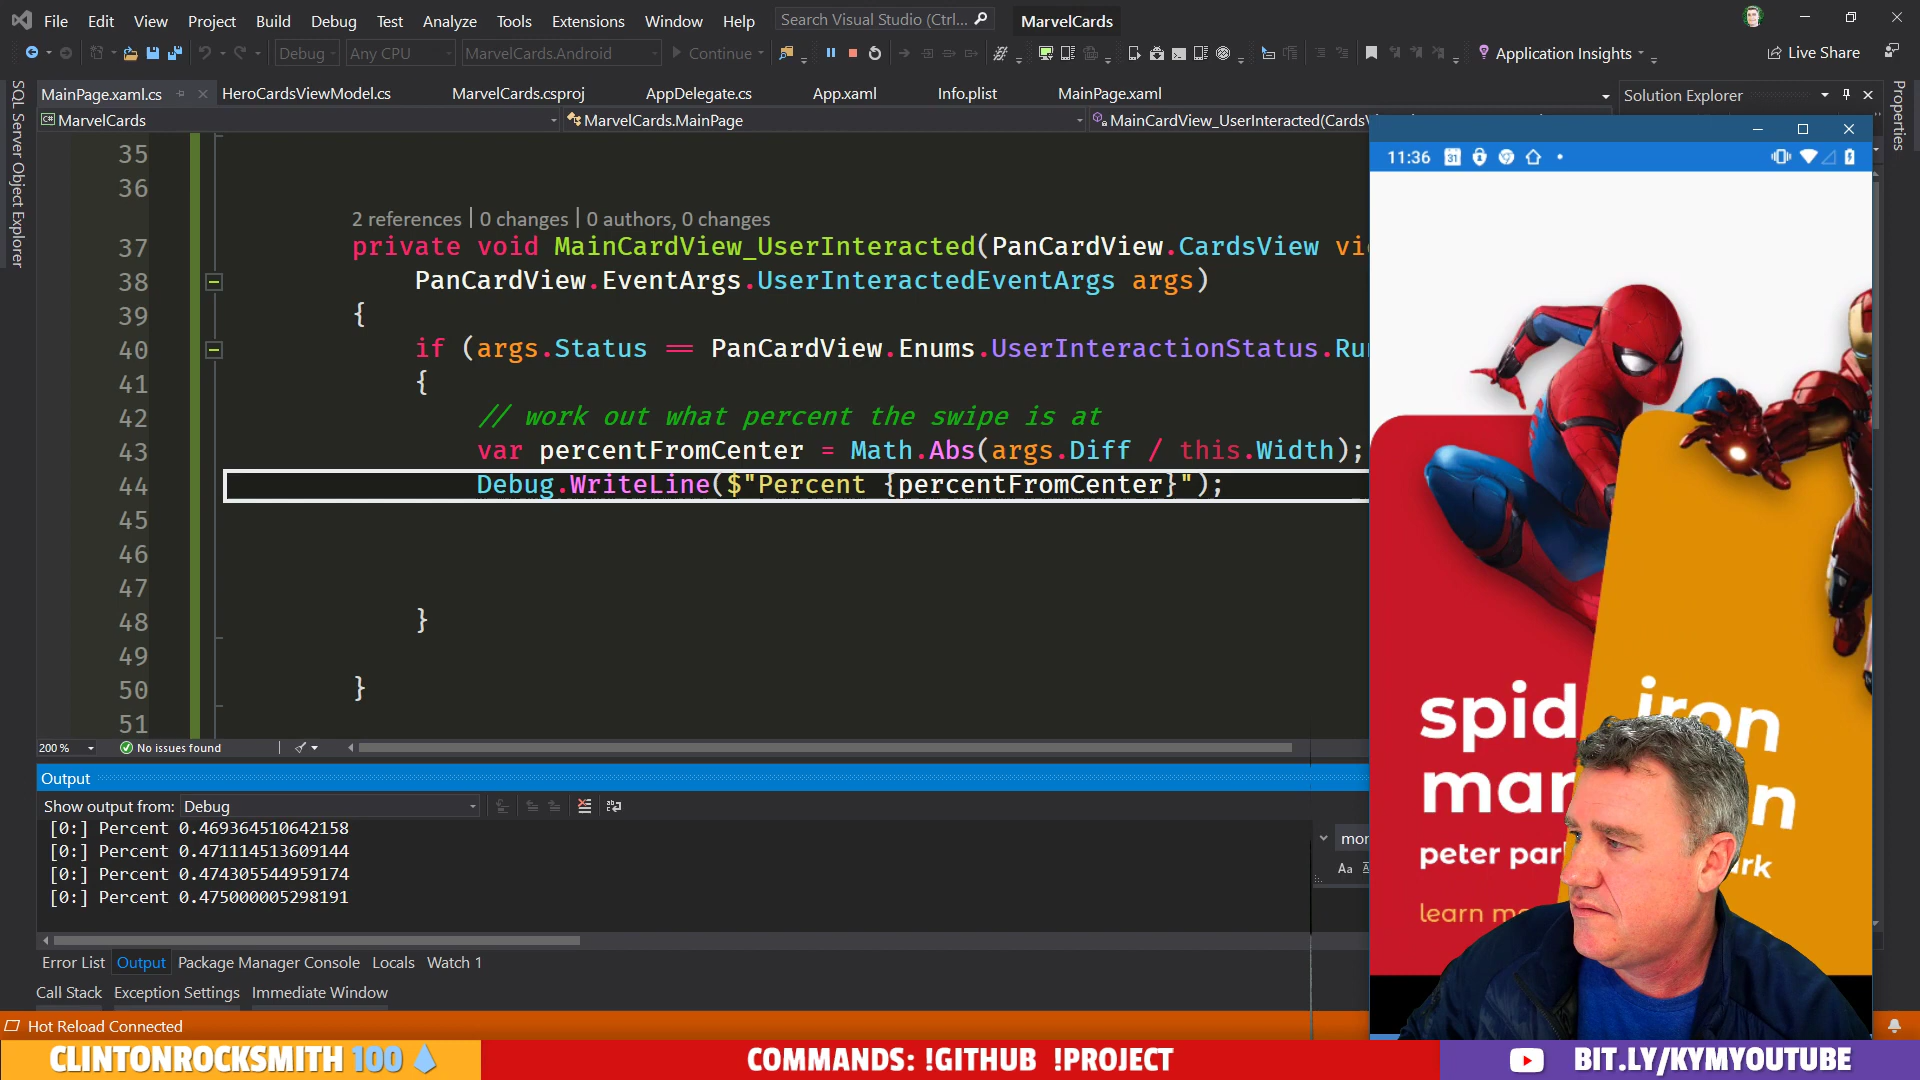 File Edit View Project Build Debug Test Analyze Tools Extensions Window Help Search Visual Studio (Ctrl... MarvelCards
Debug Any CPU MarvelCards.Android Continue Application Insights Live Share
MainPage.xaml.cs HeroCardsViewModel.cs MarvelCards.csproj AppDelegate.cs App.xaml Info.plist MainPage.xaml Solution Explorer
MarvelCards MarvelCards.MainPage MainCardView_UserInteracted(Cards
SQL Server Object Explorer
Properties
35
36
2 references | 0 changes | 0 authors, 0 changes
37 private void MainCardView_UserInteracted(PanCardView.CardsView vi
38 PanCardView.EventArgs.UserInteractedEventArgs args)
39 {
40 if (args.Status == PanCardView.Enums.UserInteractionStatus.Ru
41 {
42 // work out what percent the swipe is at
43 var percentFromCenter = Math.Abs(args.Diff / this.Width);
44 Debug.WriteLine($"Percent {percentFromCenter}");
45
46
47
48 }
49
50 }
51
200 % No issues found
Output
Show output from: Debug
[0:] Percent 0.469364510642158
[0:] Percent 0.471114513609144
[0:] Percent 0.474305544959174
[0:] Percent 0.475000005298191
mor
Aa
Error List Output Package Manager Console Locals Watch 1
Call Stack Exception Settings Immediate Window
Hot Reload Connected
11:36 31
spid
man
peter par
learn mo
iron
n
ark
CLINTONROCKSMITH 100
COMMANDS: !GITHUB !PROJECT
BIT.LY/KYMYOUTUBE